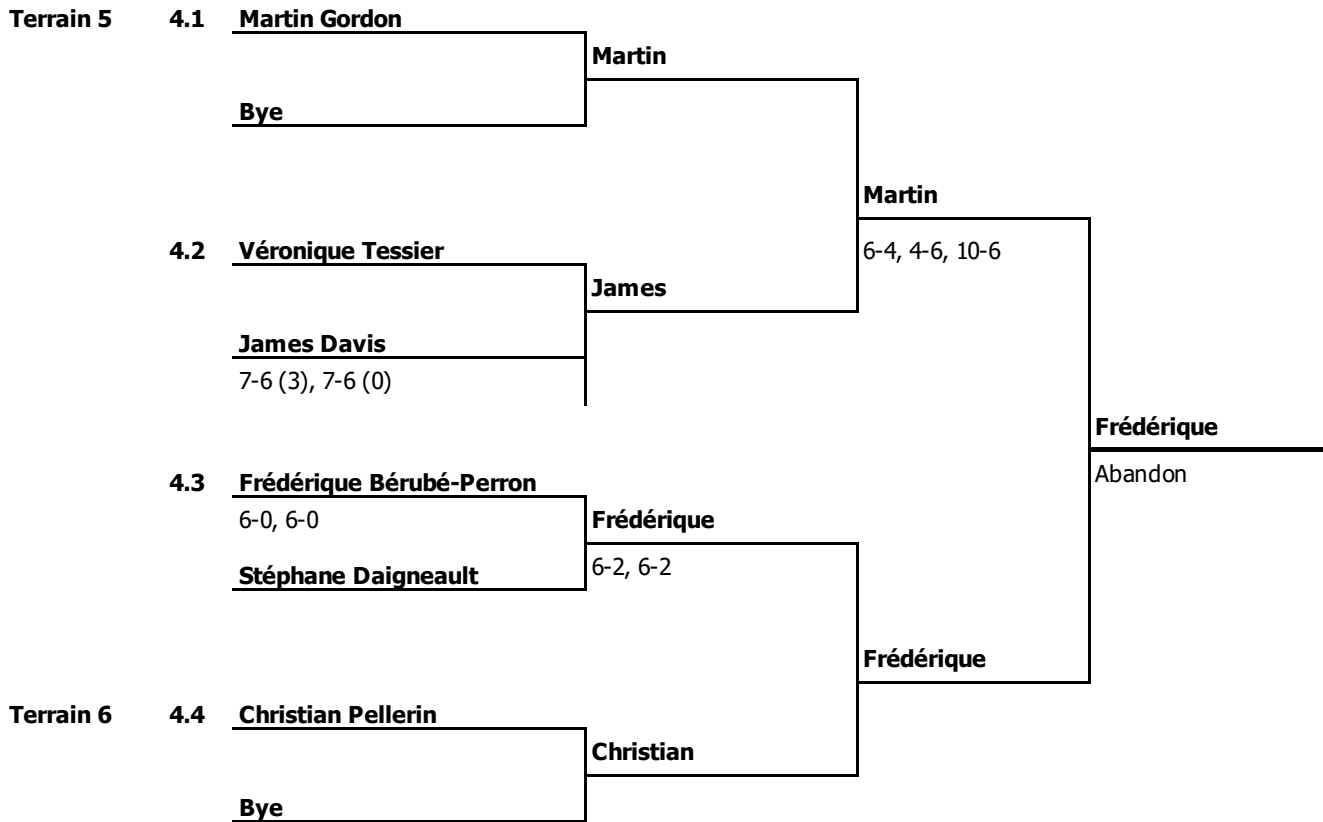 Terrain 5 4.1 Martin Gordon
Martin
Bye
Martin
4.2 Véronique Tessier 6-4, 4-6, 10-6
James
James Davis
7-6 (3), 7-6 (0)
Frédérique
4.3 Frédérique Bérubé-Perron Abandon
6-0, 6-0 Frédérique
Stéphane Daigneault 6-2, 6-2
Frédérique
Terrain 6 4.4 Christian Pellerin
Christian
Bye